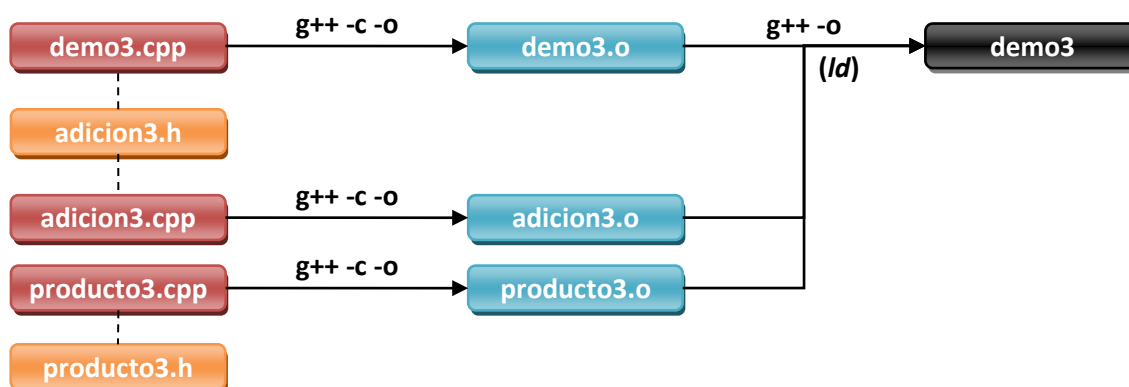 demo3.cpp
g++ -c -o
demo3.o
g++ -o
(ld)
demo3
adicion3.h
adicion3.cpp
g++ -c -o
adicion3.o
producto3.cpp
g++ -c -o
producto3.o
producto3.h